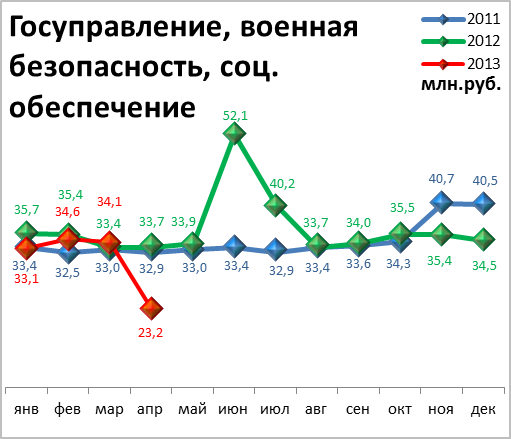 Госуправление, военная
безопасность, соц.
обеспечение
2011
2012
2013
млн.руб.
52,1
35,7 35,4 34,6 33,4 34,1 33,7 33,9 40,2 33,7 34,0 35,5 40,7 40,5
33,4 33,1 32,5 33,0 32,9 33,0 33,4 32,9 33,4 33,6 34,3 35,4 34,5
23,2
янв фев мар апр май июн июл авг сен окт ноя дек